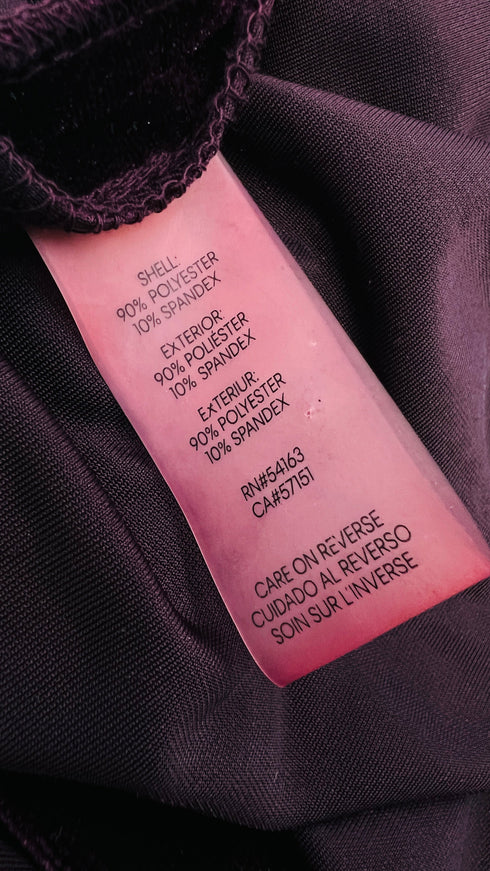 SHELL:
90% POLYESTER
10% SPANDEX
EXTERIOR:
90% POLIÉSTER
10% SPANDEX
EXTERIUR:
90% POLYESTER
10% SPANDEX
RN#54163
CA#57151
CARE ON REVERSE
CUIDADO AL REVERSO
SOIN SUR L'INVERSE